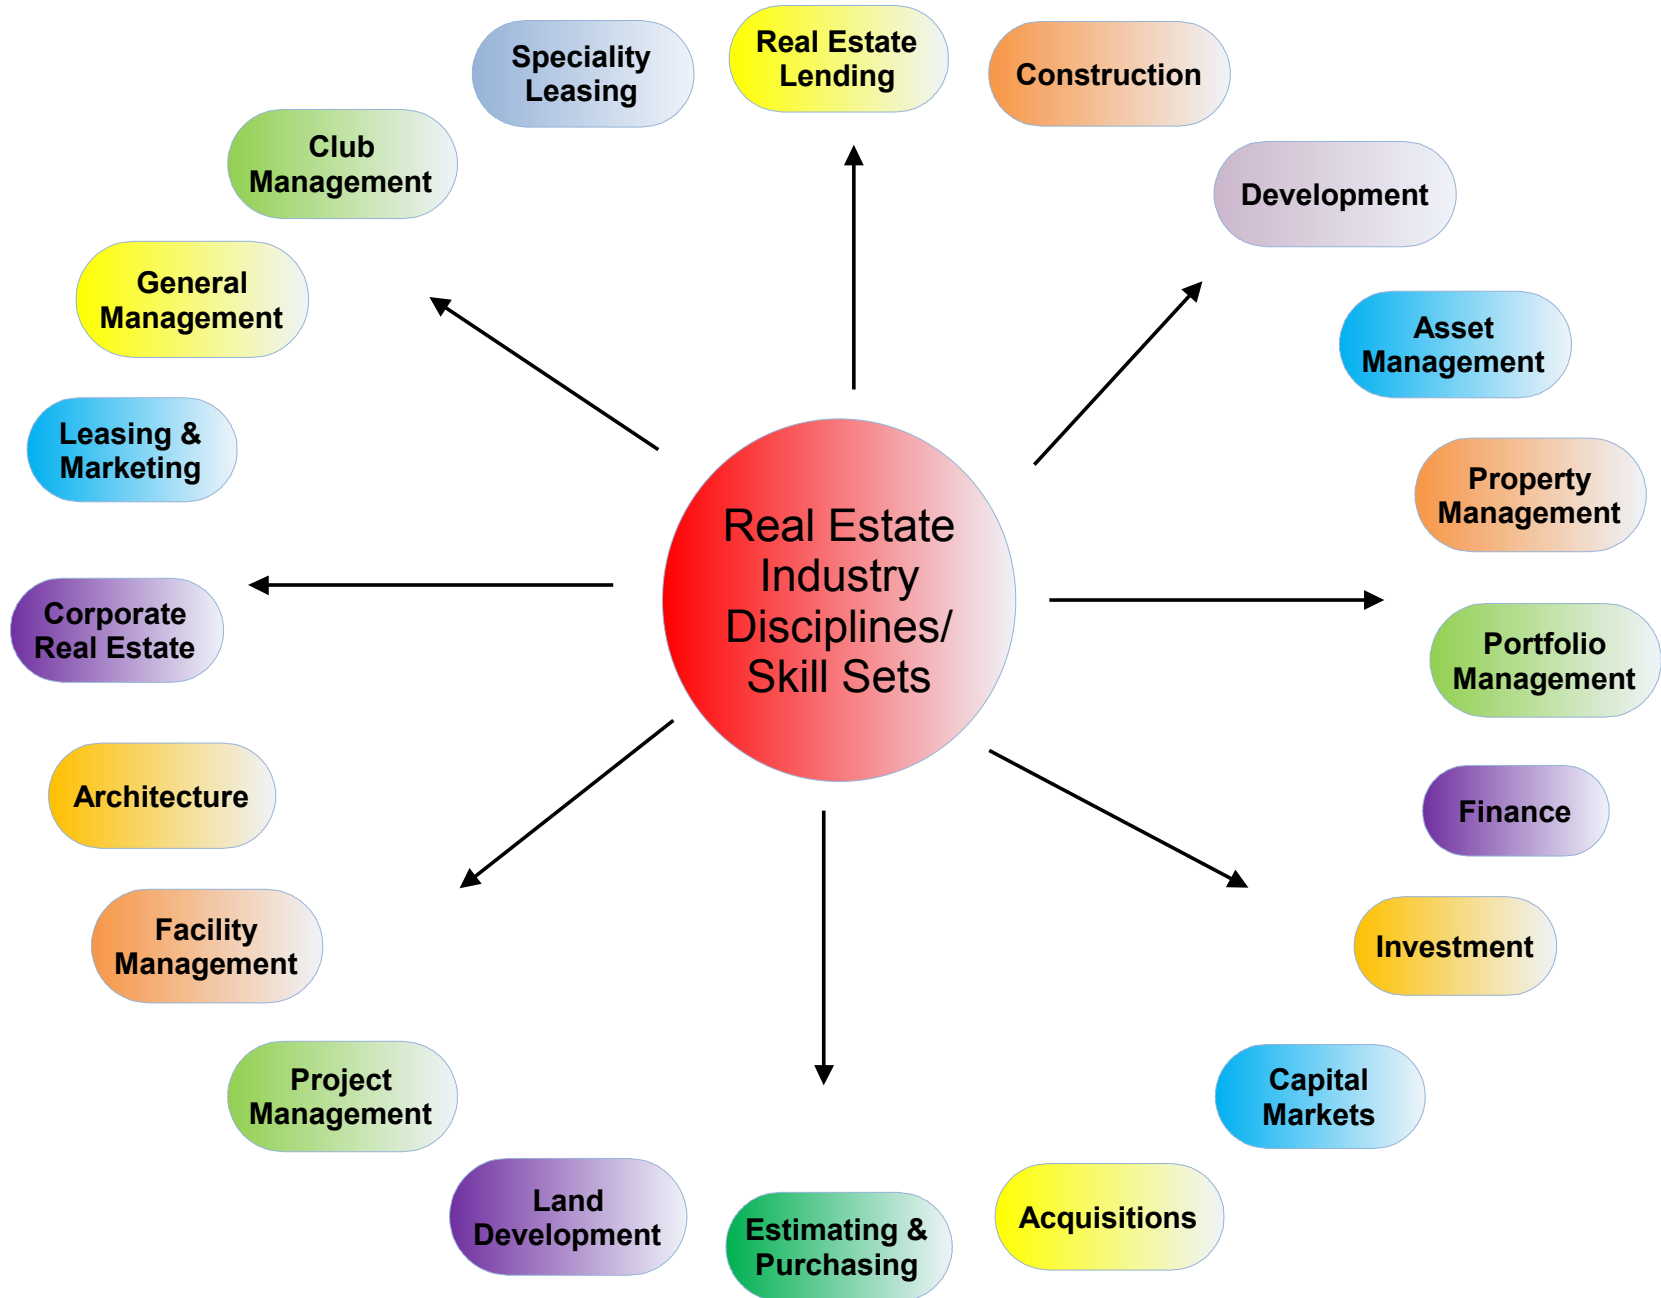 Real Estate
Lending
Construction
Development
Asset
Management
Property
Management
Portfolio
Management
Finance
Investment
Capital
Markets
Acquisitions
Estimating &
Purchasing
Land
Development
Project
Management
Facility
Management
Architecture
Corporate
Real Estate
Leasing &
Marketing
General
Management
Club
Management
Speciality
Leasing
Real Estate
Industry
Disciplines/
Skill Sets